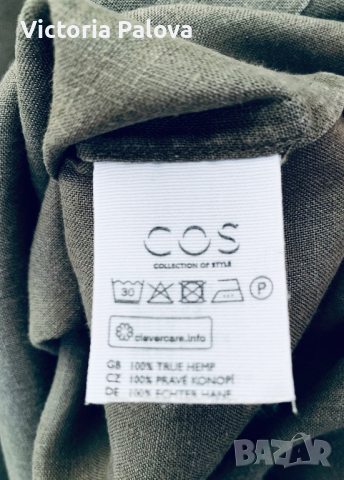 Victoria Palova
COS
COLLECTION OF STYLE
30 P
clevercare.info
GB 100% TRUE HEMP
CZ 100% PRAVÉ KONOPÍ
DE 100% ECHTER HANF
BAZAR